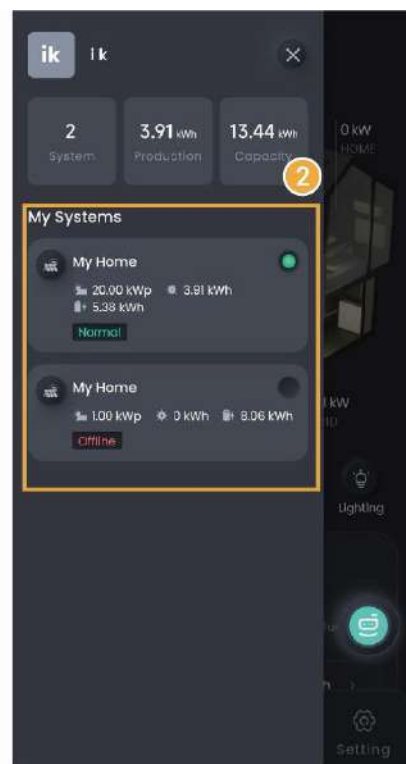 ik ik
2 3.91 kWh 13.44 kWh
System Production Capacity
0 kW
HOME
2
My Systems
My Home
20.00 kWp 3.91 kWh
5.38 kWh
Normal
My Home
1.00 kWp 0 kWh 8.06 kWh
Offline
kW
Lighting
Setting